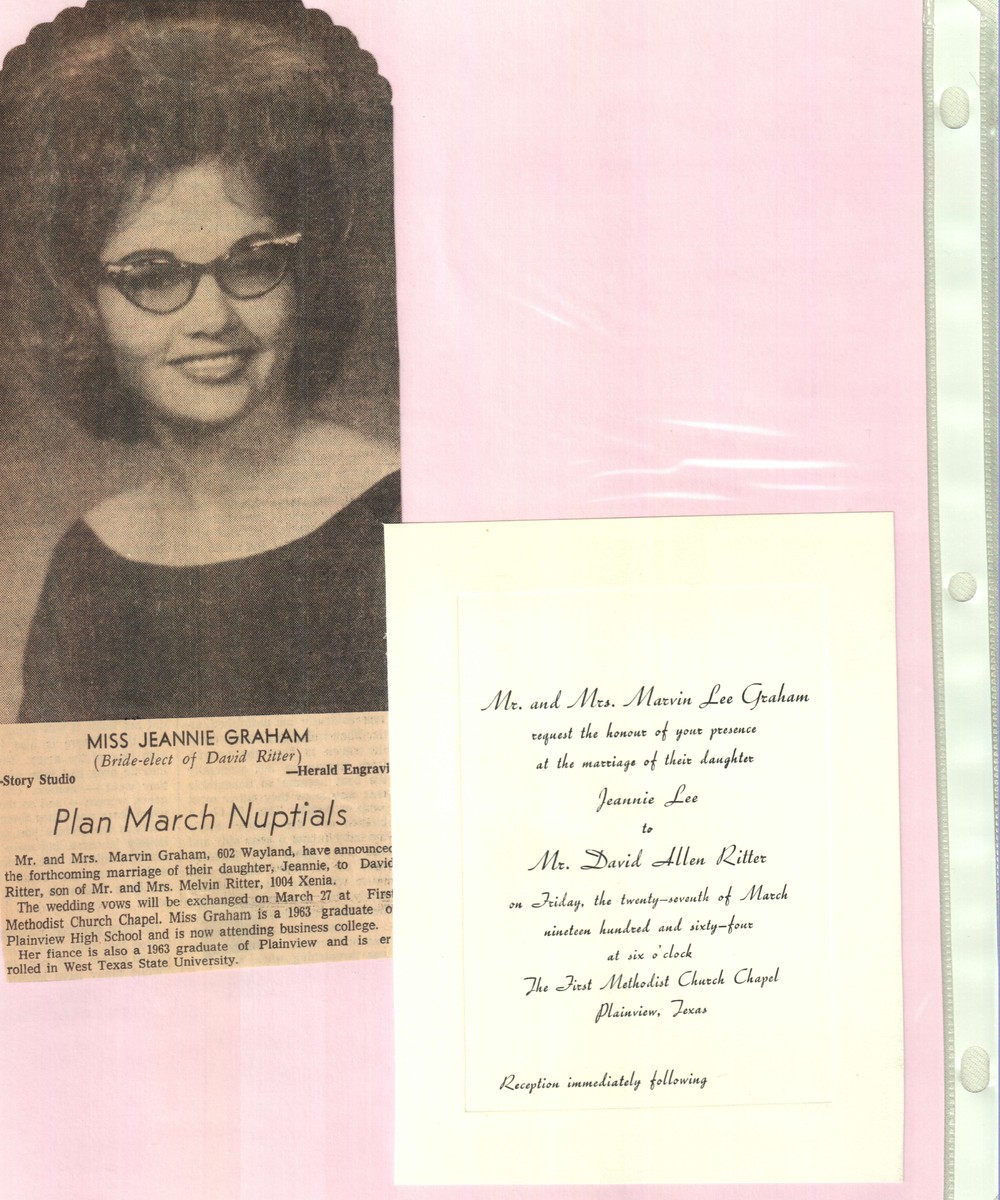 MISS JEANNIE GRAHAM
(Bride-elect of David Ritter)
-Story Studio
—Herald Engravi
Plan March Nuptials
Mr. and Mrs. Marvin Graham, 602 Wayland, have announced
the forthcoming marriage of their daughter, Jeannie, to David
Ritter, son of Mr. and Mrs. Melvin Ritter, 1004 Xenia.
The wedding vows will be exchanged on March 27 at First
Methodist Church Chapel. Miss Graham is a 1963 graduate o
Plainview High School and is now attending business college.
Her fiance is also a 1963 graduate of Plainview and is er
rolled in West Texas State University.
Mr. and Mrs. Marvin Lee Graham
request the honour of your presence
at the marriage of their daughter
Jeannie Lee
to
Mr. David Allen Ritter
on Friday, the twenty-seventh of March
nineteen hundred and sixty-four
at six o'clock
The First Methodist Church Chapel
Plainview, Texas
Reception immediately following